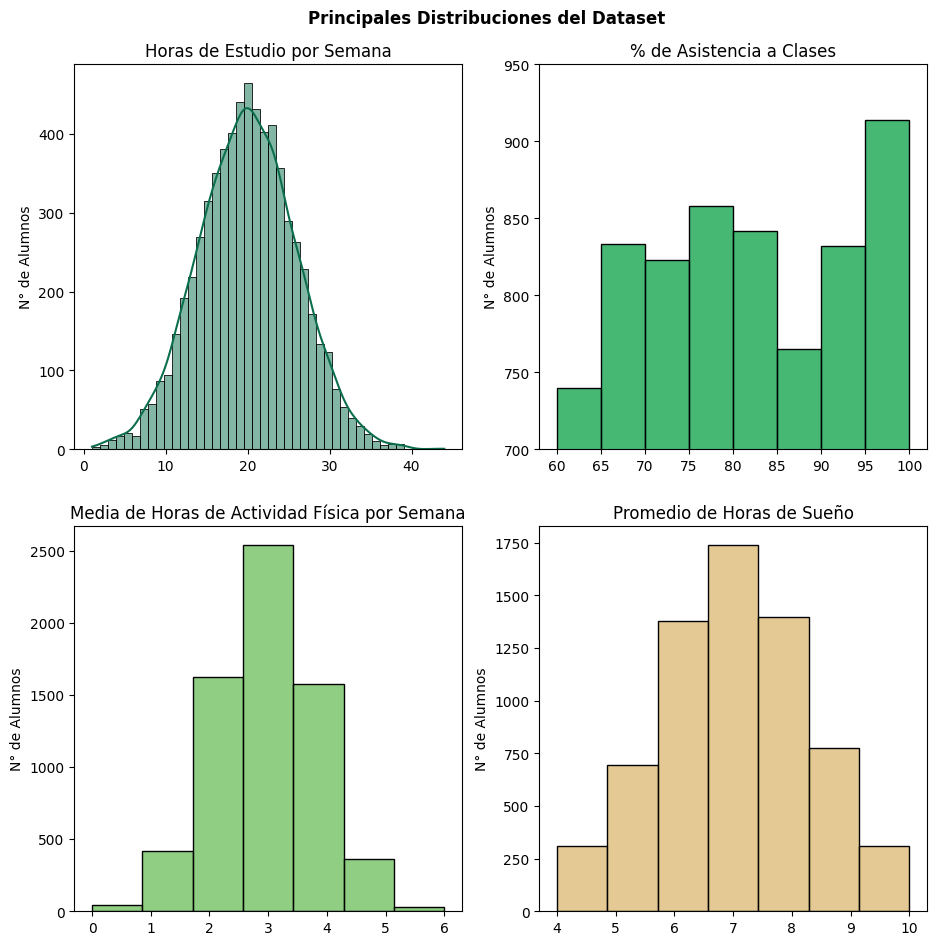 Principales Distribuciones del Dataset
Horas de Estudio por Semana
N° de Alumnos
400
300
200
100
0
0 10 20 30 40
% de Asistencia a Clases
N° de Alumnos
950
900
850
800
750
700
60 65 70 75 80 85 90 95 100
Media de Horas de Actividad Física por Semana
N° de Alumnos
2500
2000
1500
1000
500
0
0 1 2 3 4 5 6
Promedio de Horas de Sueño
N° de Alumnos
1750
1500
1250
1000
750
500
250
0
4 5 6 7 8 9 10